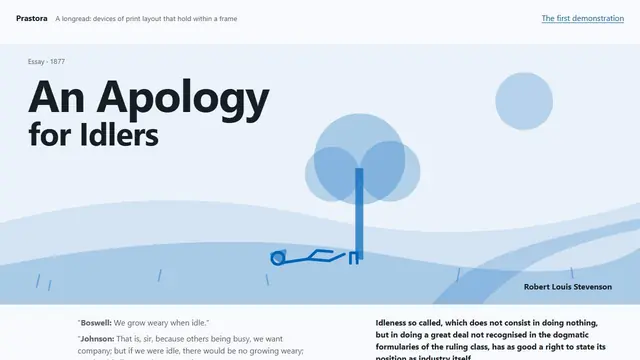 Prastora
A longread: devices of print layout that hold within a frame
The first demonstration
Essay · 1877
An Apology
for Idlers
Robert Louis Stevenson
"Boswell: We grow weary when idle."
"Johnson: That is, sir, because others being busy, we want
company; but if we were idle, there would be no growing weary;
Idleness so called, which does not consist in doing nothing,
but in doing a great deal not recognised in the dogmatic
formularies of the ruling class, has as good a right to state its
position as industry itself.